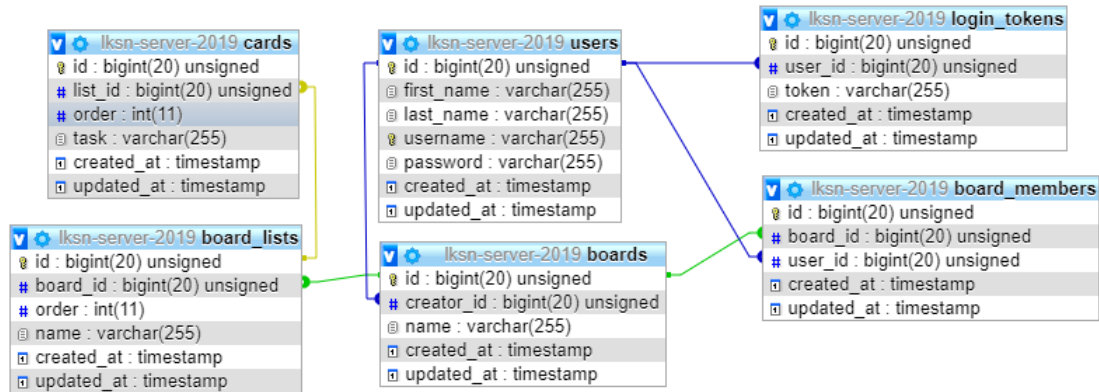 lksn-server-2019 cards
id : bigint(20) unsigned
list_id : bigint(20) unsigned
order : int(11)
task : varchar(255)
created_at : timestamp
updated_at : timestamp
lksn-server-2019 users
id : bigint(20) unsigned
first_name : varchar(255)
last_name : varchar(255)
username : varchar(255)
password : varchar(255)
created_at : timestamp
updated_at : timestamp
lksn-server-2019 login_tokens
id : bigint(20) unsigned
user_id : bigint(20) unsigned
token : varchar(255)
created_at : timestamp
updated_at : timestamp
lksn-server-2019 board_lists
id : bigint(20) unsigned
board_id : bigint(20) unsigned
order : int(11)
name : varchar(255)
created_at : timestamp
updated_at : timestamp
lksn-server-2019 boards
id : bigint(20) unsigned
creator_id : bigint(20) unsigned
name : varchar(255)
created_at : timestamp
updated_at : timestamp
lksn-server-2019 board_members
id : bigint(20) unsigned
board_id : bigint(20) unsigned
user_id : bigint(20) unsigned
created_at : timestamp
updated_at : timestamp